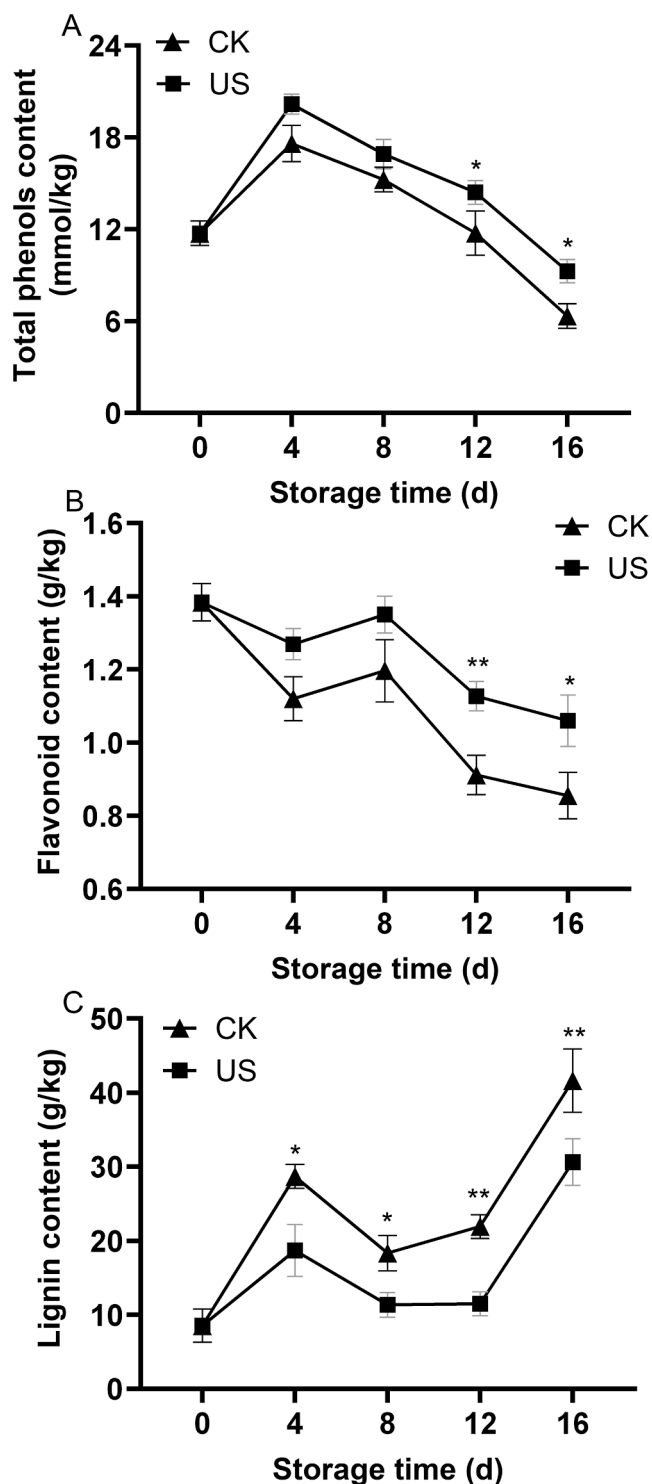 A
CK
US
Total phenols content
(mmol/kg)
24
18
12
6
0
*
*
0 4 8 12 16
Storage time (d)
B
CK
US
Flavonoid content (g/kg)
1.6
1.4
1.2
1.0
0.8
0.6
**
*
0 4 8 12 16
Storage time (d)
C
CK
US
Lignin content (g/kg)
50
40
30
20
10
0
*
*
**
**
0 4 8 12 16
Storage time (d)